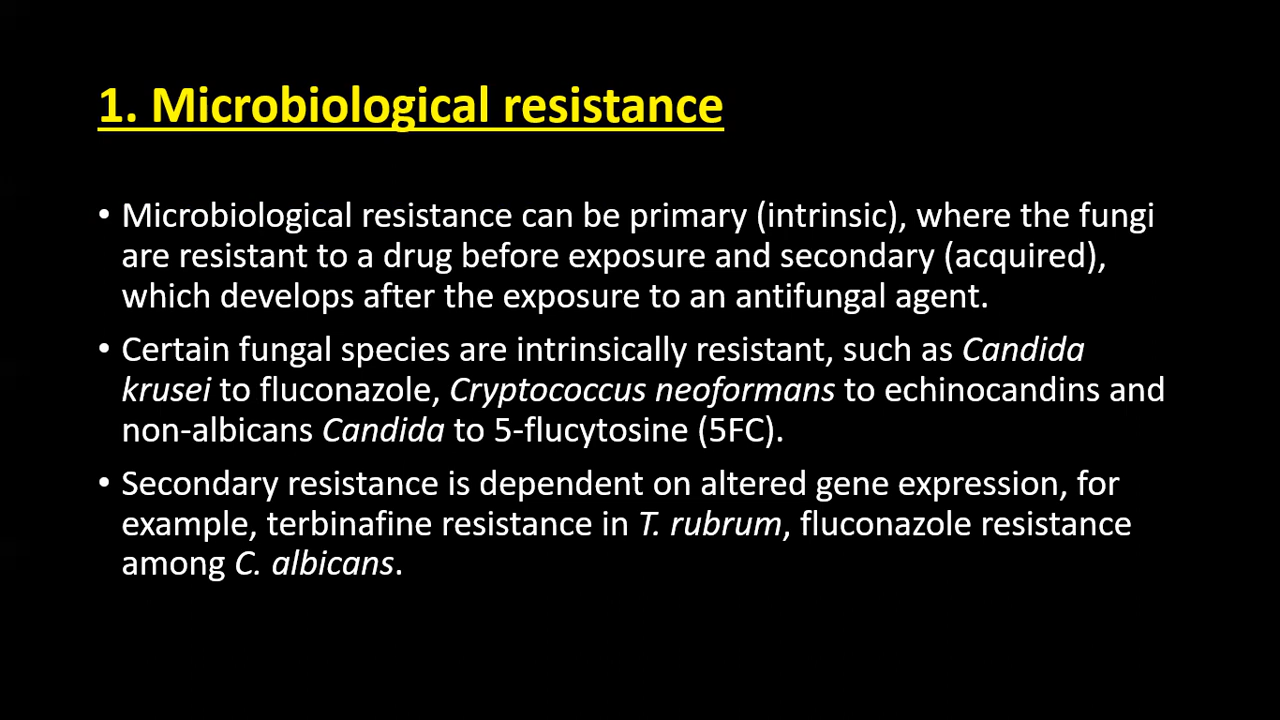 1. Microbiological resistance
• Microbiological resistance can be primary (intrinsic), where the fungi
are resistant to a drug before exposure and secondary (acquired),
which develops after the exposure to an antifungal agent.
• Certain fungal species are intrinsically resistant, such as Candida
krusei to fluconazole, Cryptococcus neoformans to echinocandins and
non-albicans Candida to 5-flucytosine (5FC).
• Secondary resistance is dependent on altered gene expression, for
example, terbinafine resistance in T. rubrum, fluconazole resistance
among C. albicans.